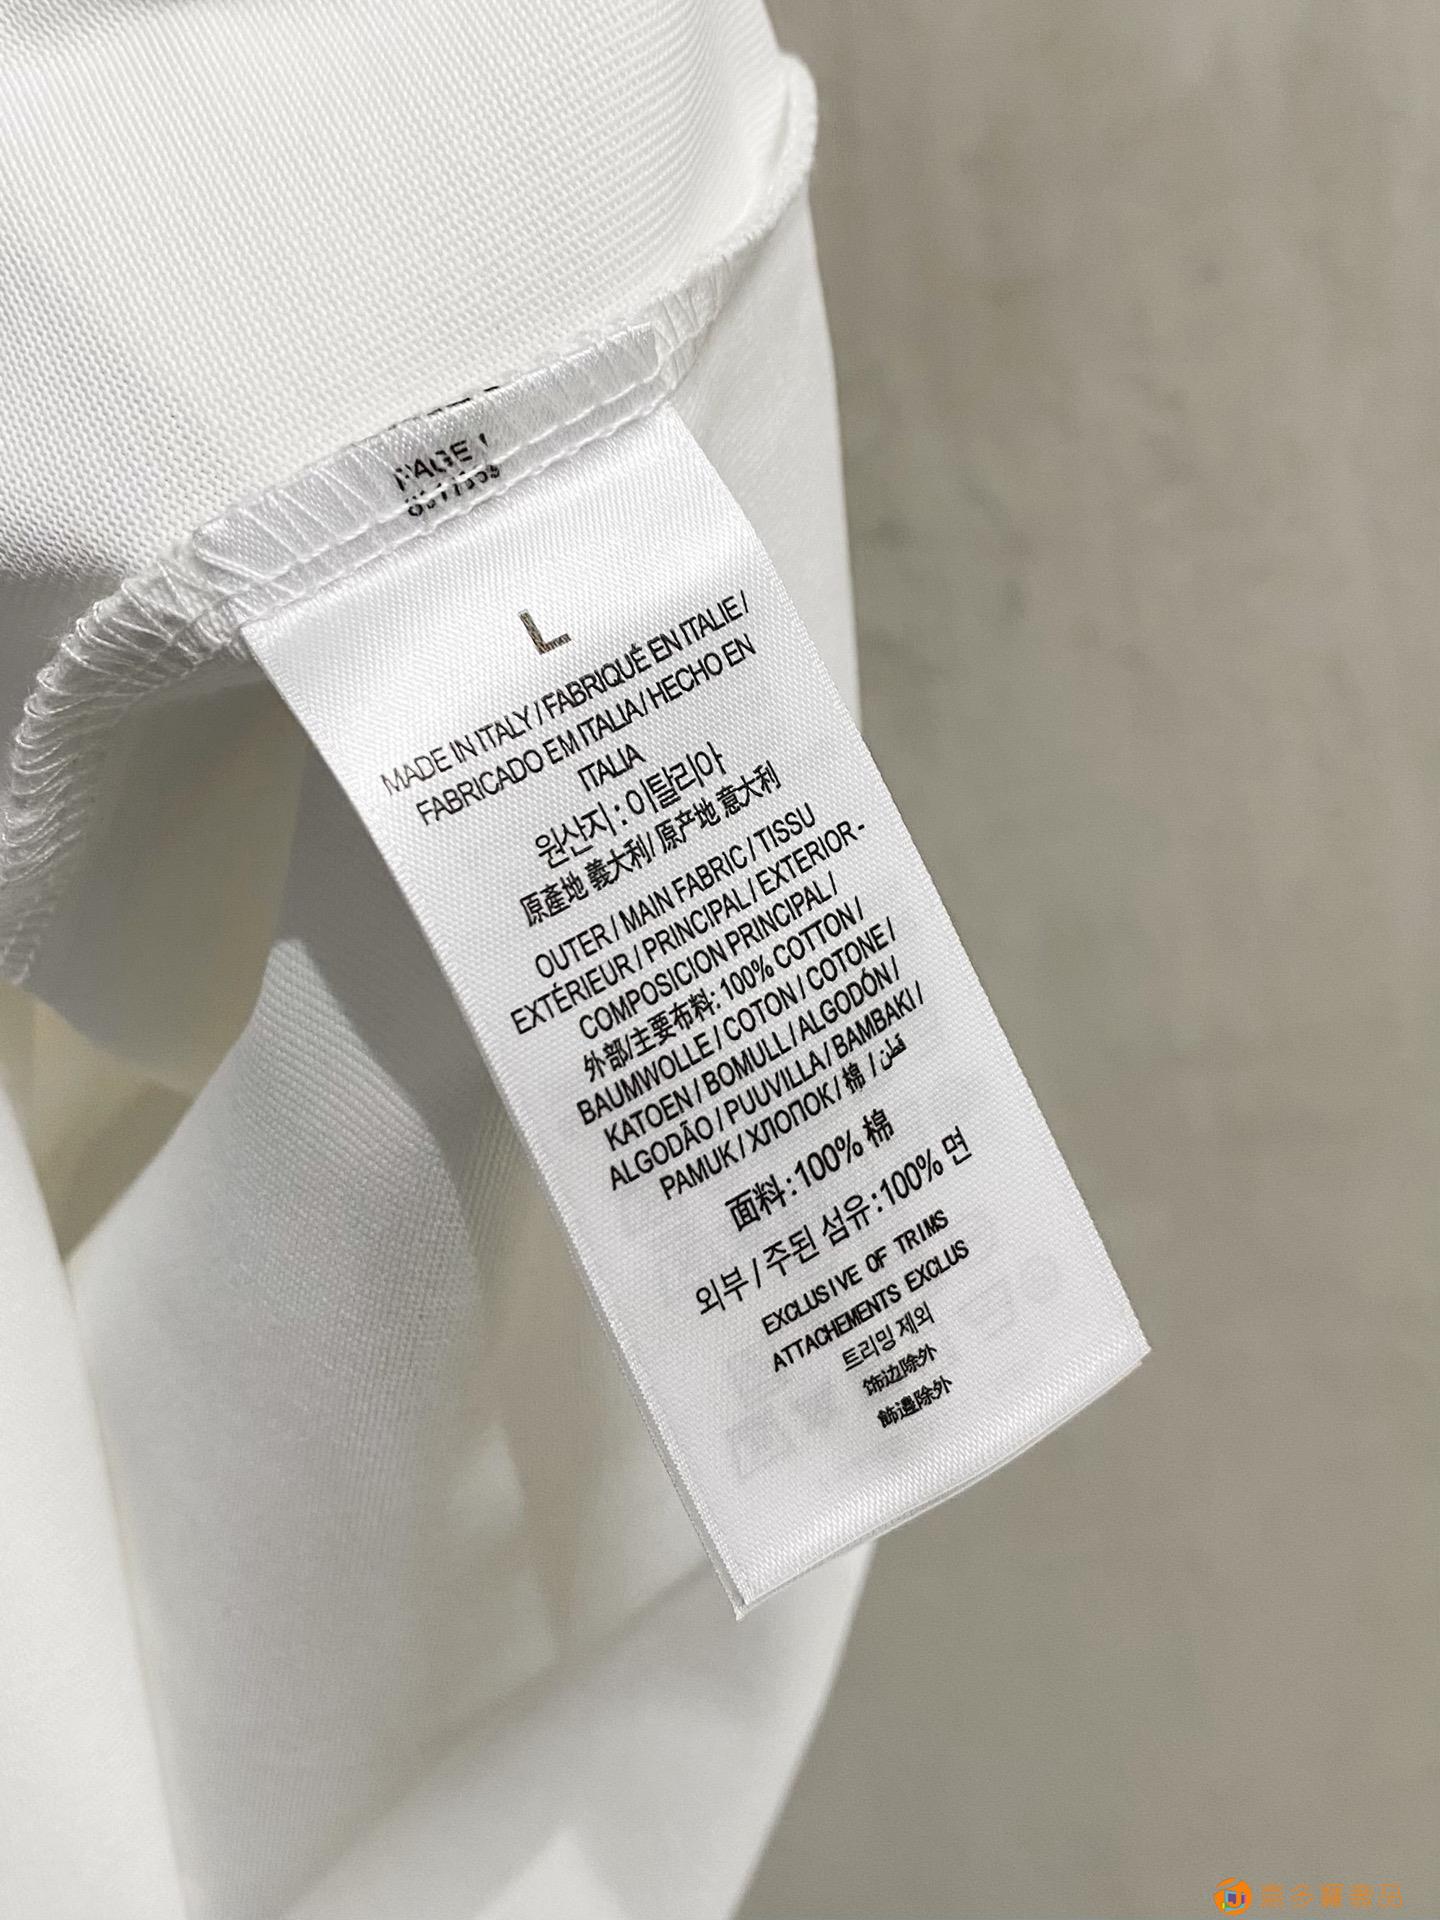 PAGE
L
MADE IN ITALY / FABRIQUÉ EN ITALIE /
FABRICADO EM ITALIA / HECHO EN
ITALIA
원산지 : 이탈리아
原產地 義大利/ 原产地 意大利
OUTER / MAIN FABRIC / TISSU
EXTÉRIEUR / PRINCIPAL / EXTERIOR-
COMPOSICION PRINCIPAL /
外部/主要布料: 100% COTTON /
BAUMWOLLE / COTON / COTONE /
KATOEN / BOMULL / ALGODÓN /
ALGODÃO / PUUVILLA / BAMBAKI /
PAMUK / ХЛОПОК / 棉 / قطن
面料: 100% 棉
외부 / 주된 섬유: 100% 면
EXCLUSIVE OF TRIMS
ATTACHEMENTS EXCLUS
트리밍 제외
饰边除外
飾邊除外